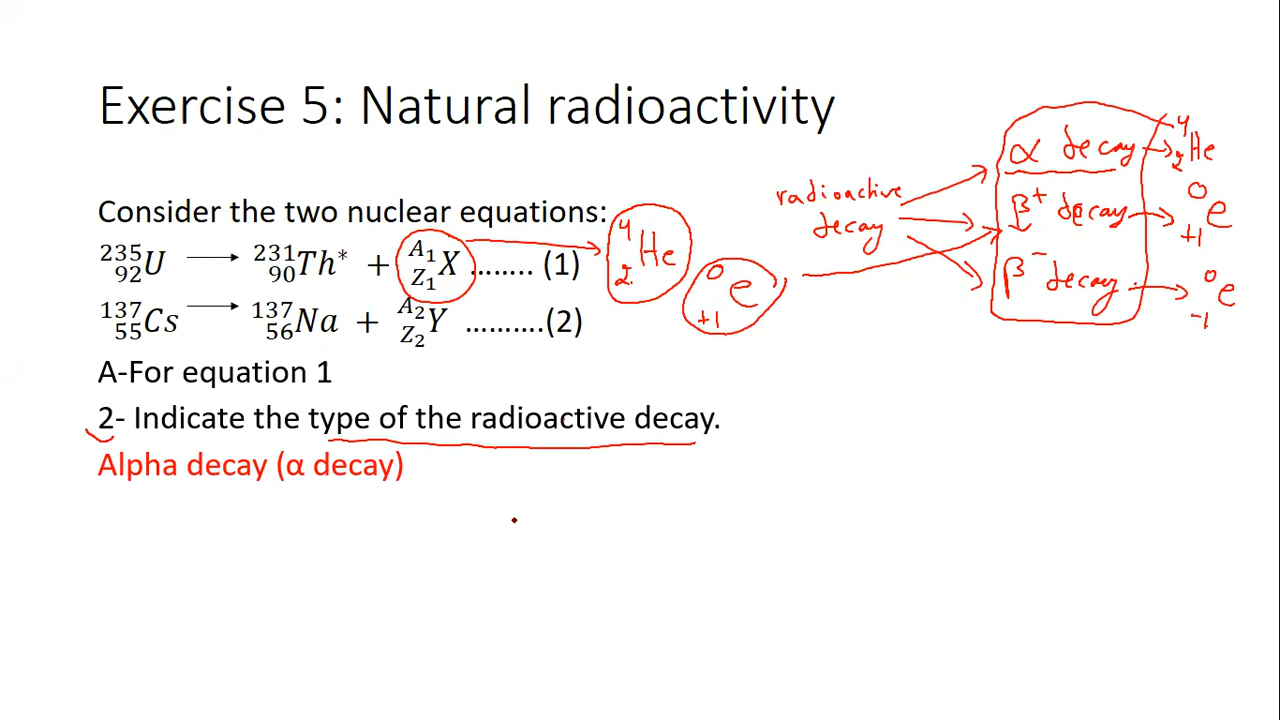 Exercise 5: Natural radioactivity
Consider the two nuclear equations:
²³⁵₉₂U → ²³¹₉₀Th* + ᴬ¹_Z₁X ........ (1)
¹³⁷₅₅Cs → ¹³⁷₅₆Na + ᴬ²_Z₂Y ..........(2)
A-For equation 1
2- Indicate the type of the radioactive decay.
Alpha decay (α decay)
⁴₂He
⁰₊₁e
radioactive
decay
α decay → ⁴₂He
β⁺ decay → ⁰₊₁e
β⁻ decay → ⁰₋₁e